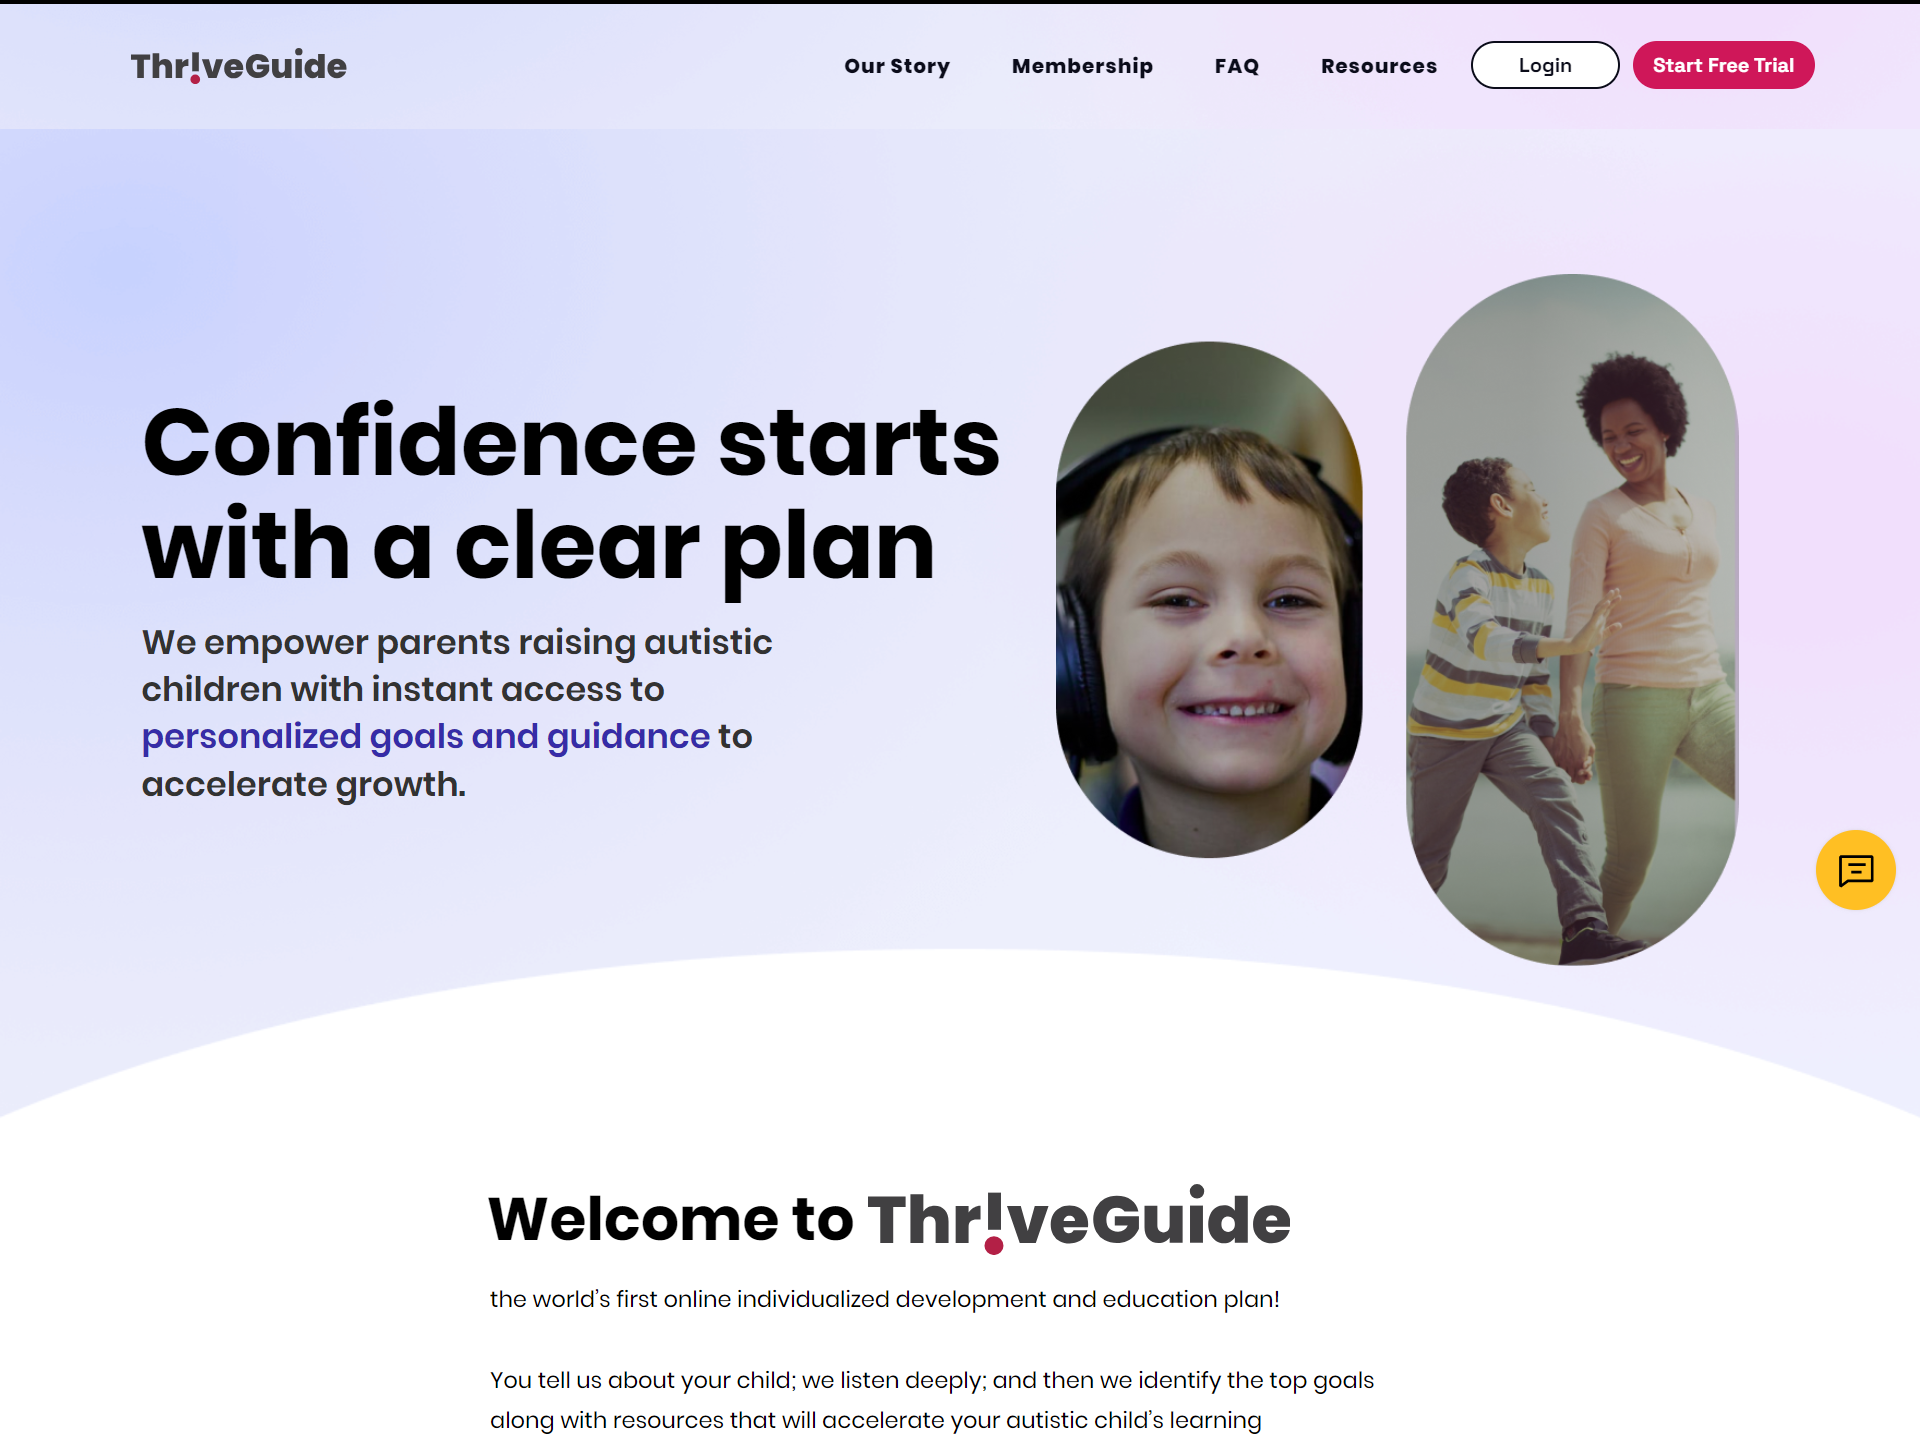 Thr!veGuide
Our Story
Membership
FAQ
Resources
Login
Start Free Trial
Confidence starts
with a clear plan
We empower parents raising autistic
children with instant access to
personalized goals and guidance to
accelerate growth.
Welcome to Thr!veGuide
the world's first online individualized development and education plan!
You tell us about your child; we listen deeply; and then we identify the top goals
along with resources that will accelerate your autistic child's learning